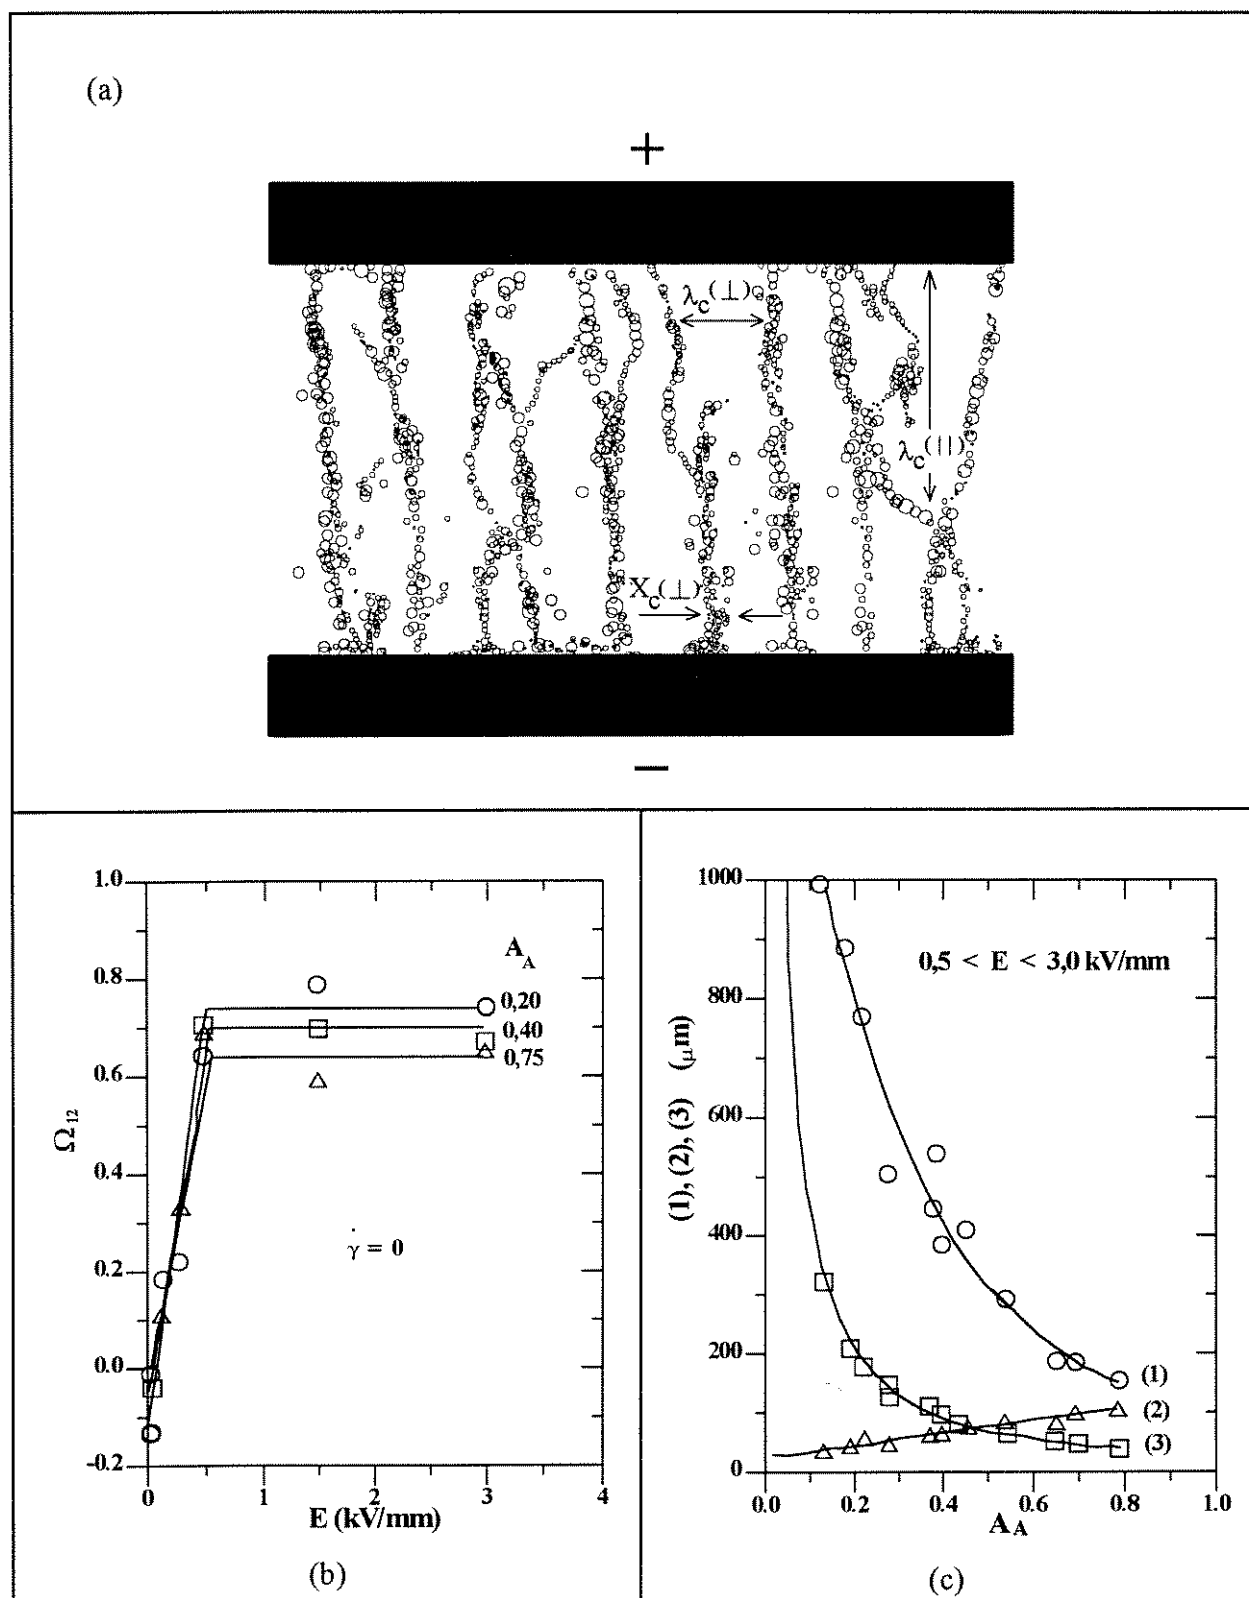 (a)
+
λc(⊥)
λc(||)
Xc(⊥)
−
1.0
0.8
0.6
0.4
0.2
0.0
-0.2
Ω12
AA
0,20
0,40
0,75
γ̇ = 0
0 1 2 3 4
E (kV/mm)
(b)
1000
800
600
400
200
0
(1), (2), (3) (μm)
0,5 < E < 3,0 kV/mm
(1)
(2)
(3)
0.0 0.2 0.4 0.6 0.8 1.0
AA
(c)